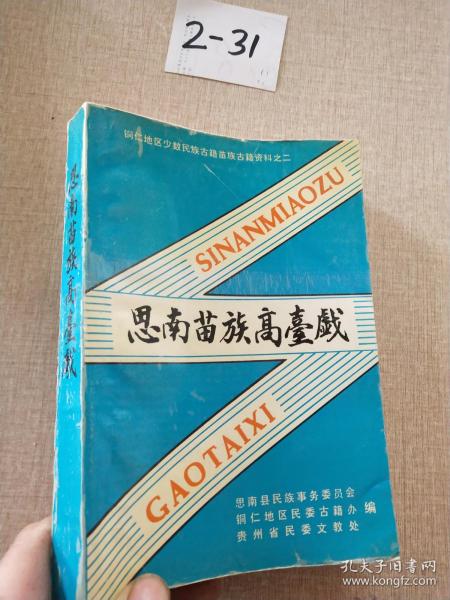 2-31
铜仁地区少数民族古籍苗族古籍资料之二
SINANMIAOZU
思南苗族高臺戲
GAOTAIXI
思南县民族事务委员会
铜仁地区民委古籍办 编
贵州省民委文教处
思南苗族高臺戲
孔夫子旧书网
www.kongfz.com